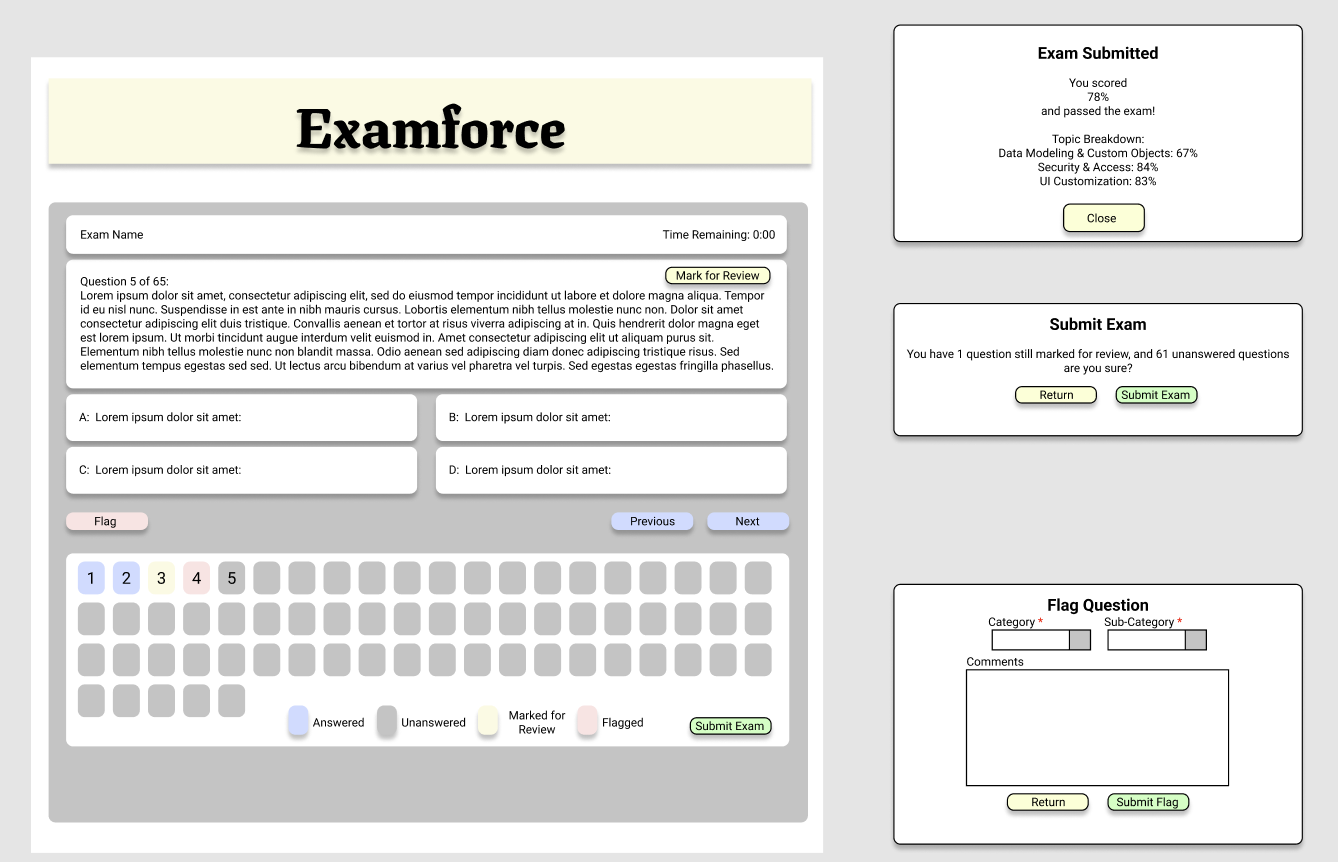 Examforce
Exam Name
Time Remaining: 0:00
Mark for Review
Question 5 of 65:
Lorem ipsum dolor sit amet, consectetur adipiscing elit, sed do eiusmod tempor incididunt ut labore et dolore magna aliqua. Tempor
id eu nisl nunc. Suspendisse in est ante in nibh mauris cursus. Lobortis elementum nibh tellus molestie nunc non. Dolor sit amet
consectetur adipiscing elit duis tristique. Convallis aenean et tortor at risus viverra adipiscing at in. Quis hendrerit dolor magna eget
est lorem ipsum. Ut morbi tincidunt augue interdum velit euismod in. Amet consectetur adipiscing elit ut aliquam purus sit.
Elementum nibh tellus molestie nunc non blandit massa. Odio aenean sed adipiscing diam donec adipiscing tristique risus. Sed
elementum tempus egestas sed sed. Ut lectus arcu bibendum at varius vel pharetra vel turpis. Sed egestas egestas fringilla phasellus.
A: Lorem ipsum dolor sit amet:
B: Lorem ipsum dolor sit amet:
C: Lorem ipsum dolor sit amet:
D: Lorem ipsum dolor sit amet:
Flag
Previous
Next
1 2 3 4 5
Answered
Unanswered
Marked for
Review
Flagged
Submit Exam
Exam Submitted
You scored
78%
and passed the exam!
Topic Breakdown:
Data Modeling & Custom Objects: 67%
Security & Access: 84%
UI Customization: 83%
Close
Submit Exam
You have 1 question still marked for review, and 61 unanswered questions
are you sure?
Return
Submit Exam
Flag Question
Category *
Sub-Category *
Comments
Return
Submit Flag